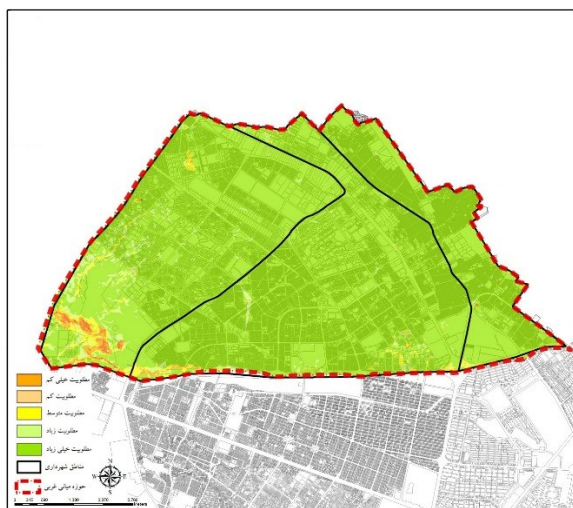 مطلوبیت خیلی کم
مطلوبیت کم
مطلوبیت متوسط
مطلوبیت زیاد
مطلوبیت خیلی زیاد
مناطق شهرداری
حوزه میانی غربی
N
W
E
S